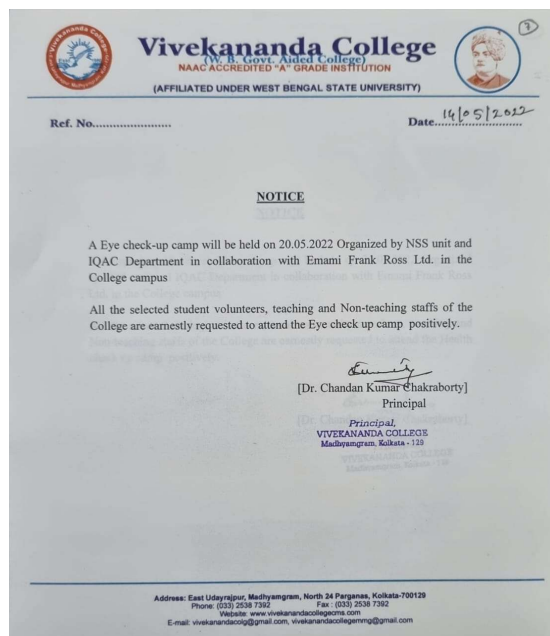 7
Vivekananda College
(W. B. Govt. Aided College)
NAAC ACCREDITED "A" GRADE INSTITUTION
(AFFILIATED UNDER WEST BENGAL STATE UNIVERSITY)
Ref. No.......................
Date. 14/05/2022
NOTICE
A Eye check-up camp will be held on 20.05.2022 Organized by NSS unit and
IQAC Department in collaboration with Emami Frank Ross Ltd. in the
College campus
All the selected student volunteers, teaching and Non-teaching staffs of the
College are earnestly requested to attend the Eye check up camp positively.
[Dr. Chandan Kumar Chakraborty]
Principal
Principal,
VIVEKANANDA COLLEGE
Madhyamgram, Kolkata - 129
Address: East Udayrajpur, Madhyamgram, North 24 Parganas, Kolkata-700129
Phone: (033) 2538 7392 Fax : (033) 2538 7392
Website: www.vivekanandacollegecms.com
E-mail: vivekanandacolg@gmail.com, vivekanandacollegemmg@gmail.com